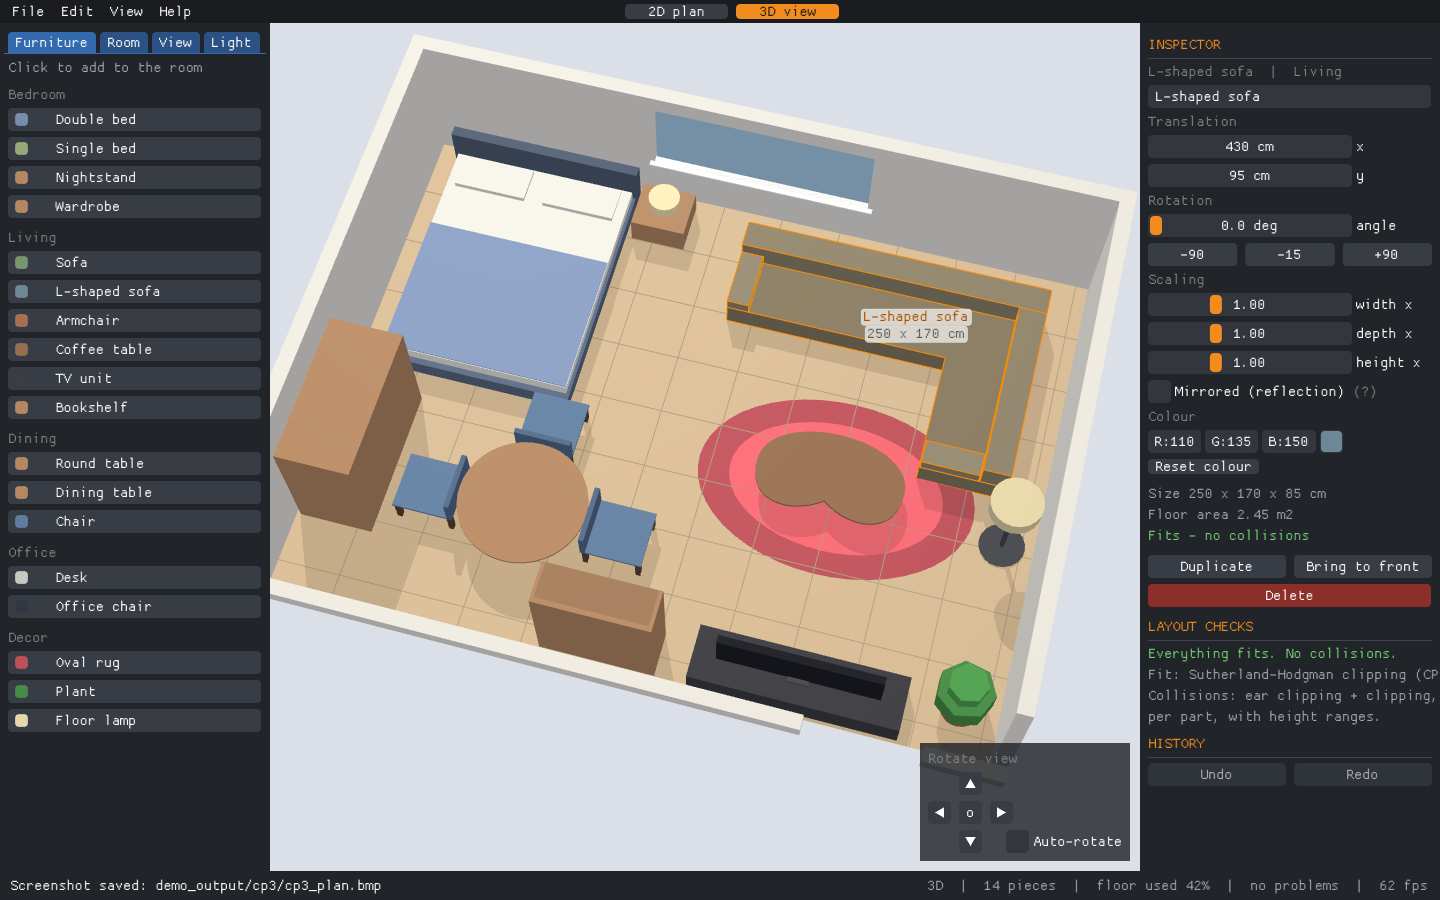 File Edit View Help
2D plan 3D view
Furniture Room View Light
Click to add to the room
Bedroom
Double bed
Single bed
Nightstand
Wardrobe
Living
Sofa
L-shaped sofa
Armchair
Coffee table
TV unit
Bookshelf
Dining
Round table
Dining table
Chair
Office
Desk
Office chair
Decor
Oval rug
Plant
Floor lamp
L-shaped sofa
250 x 170 cm
Rotate view
o
Auto-rotate
INSPECTOR
L-shaped sofa | Living
L-shaped sofa
Translation
430 cm x
95 cm y
Rotation
0.0 deg angle
-90 -15 +90
Scaling
1.00 width x
1.00 depth x
1.00 height x
Mirrored (reflection) (?)
Colour
R:110 G:135 B:150
Reset colour
Size 250 x 170 x 85 cm
Floor area 2.45 m2
Fits - no collisions
Duplicate Bring to front
Delete
LAYOUT CHECKS
Everything fits. No collisions.
Fit: Sutherland-Hodgman clipping (CP
Collisions: ear clipping + clipping,
per part, with height ranges.
HISTORY
Undo Redo
Screenshot saved: demo_output/cp3/cp3_plan.bmp
3D | 14 pieces | floor used 42% | no problems | 62 fps